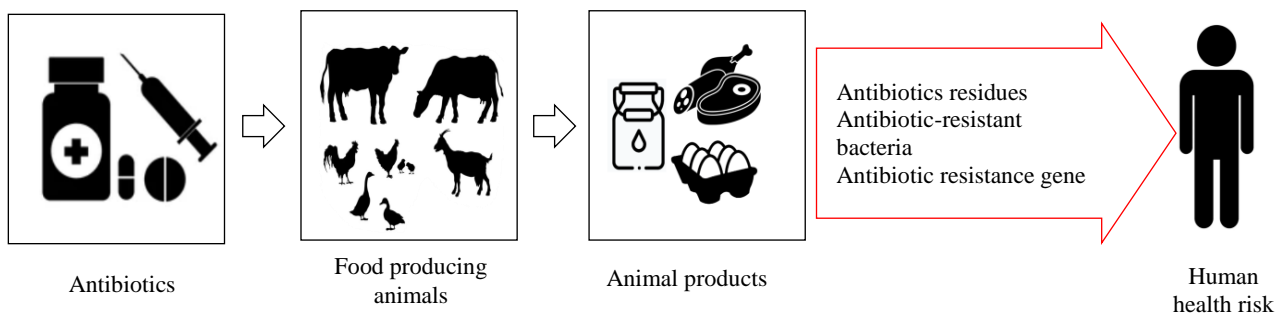 Antibiotics residues
Antibiotic-resistant
bacteria
Antibiotic resistance gene
Antibiotics
Food producing
animals
Animal products
Human
health risk